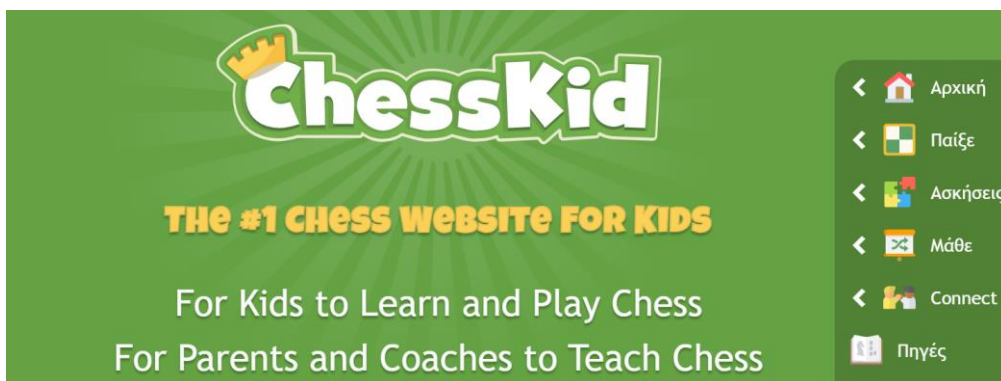 ChessKid
THE #1 CHESS WEBSITE FOR KIDS
For Kids to Learn and Play Chess
For Parents and Coaches to Teach Chess
Αρχική
Παίξε
Ασκήσεις
Μάθε
Connect
Πηγές